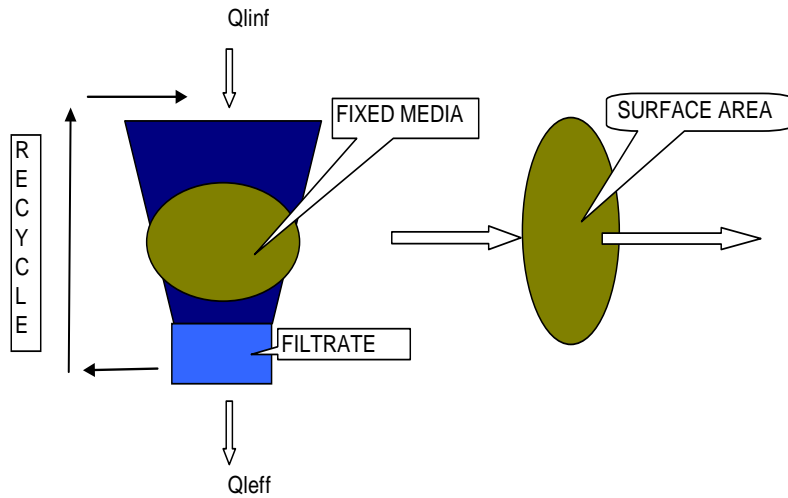 Qlinf
FIXED MEDIA
SURFACE AREA
R
E
C
Y
C
L
E
FILTRATE
Qleff